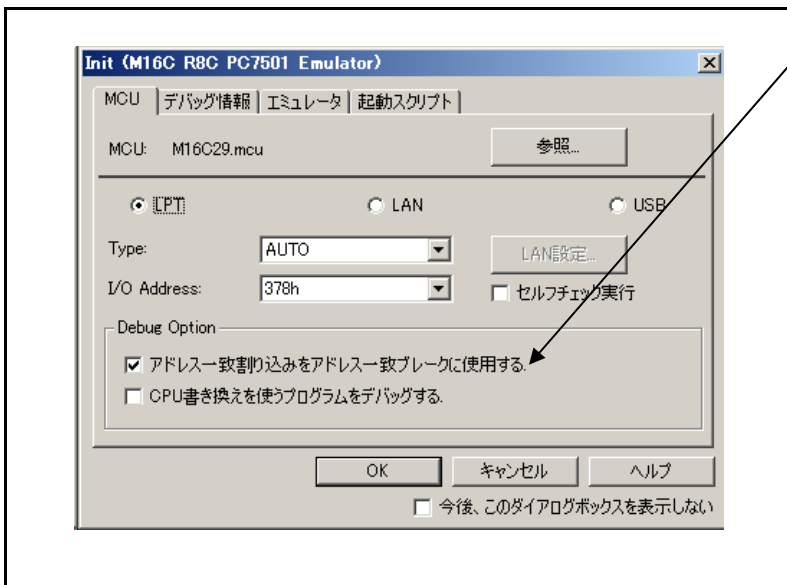 Init (M16C R8C PC7501 Emulator)
MCU デバッグ情報 エミュレータ 起動スクリプト
MCU: M16C29.mcu 参照...
LPT LAN USB
Type: AUTO LAN設定...
I/O Address: 378h セルフチェック実行
Debug Option
アドレス一致割り込みをアドレス一致ブレークに使用する.
CPU書き換えを使うプログラムをデバッグする.
OK キャンセル ヘルプ
今後、このダイアログボックスを表示しない